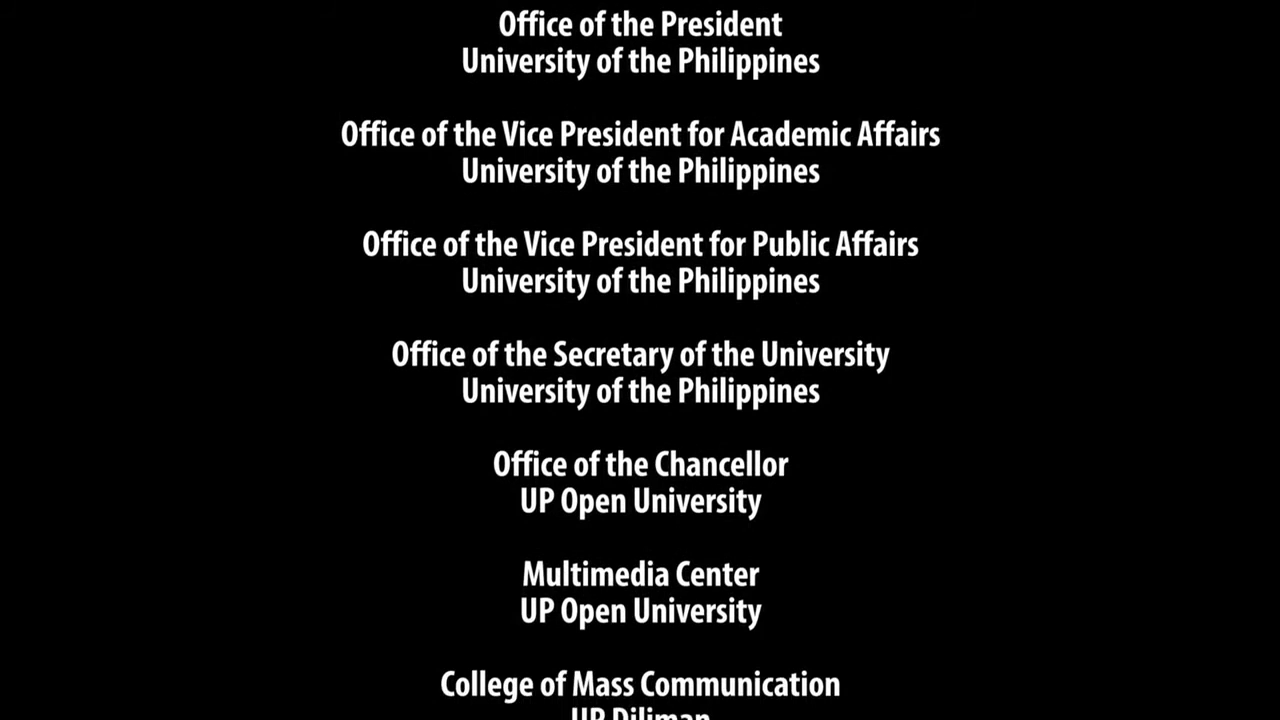 Office of the President
University of the Philippines
Office of the Vice President for Academic Affairs
University of the Philippines
Office of the Vice President for Public Affairs
University of the Philippines
Office of the Secretary of the University
University of the Philippines
Office of the Chancellor
UP Open University
Multimedia Center
UP Open University
College of Mass Communication
UP Diliman